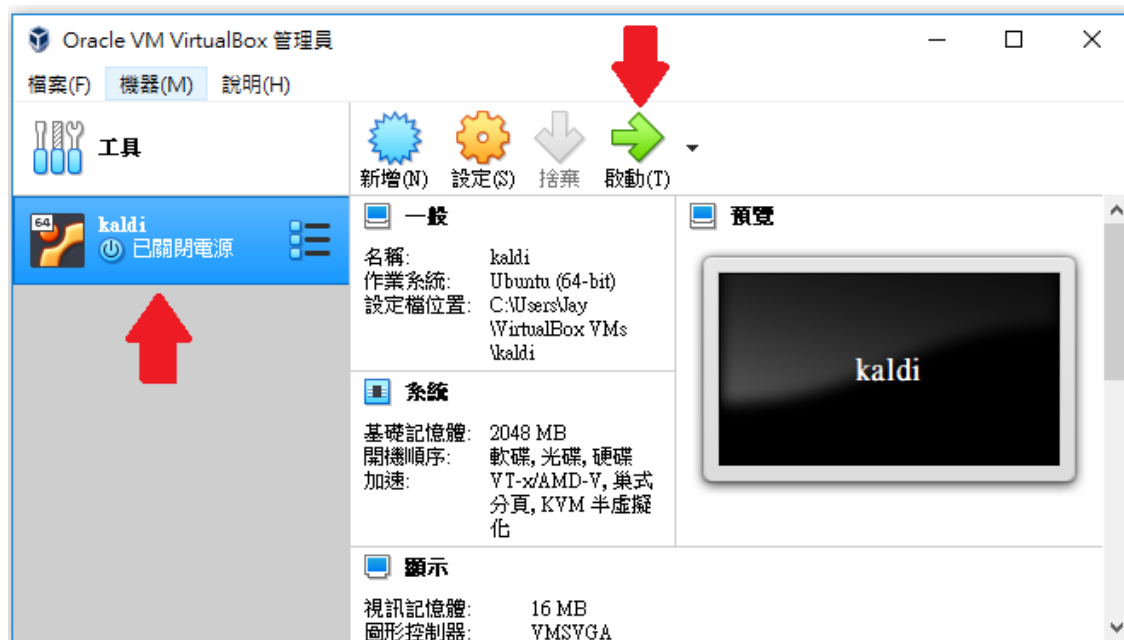 Oracle VM VirtualBox 管理員
檔案(F) 機器(M) 說明(H)
工具
新增(N) 設定(S) 捨棄 啟動(T)
64
kaldi
已關閉電源
一般
名稱: kaldi
作業系統: Ubuntu (64-bit)
設定檔位置: C:\Users\Jay
\VirtualBox VMs
\kaldi
預覽
kaldi
系統
基礎記憶體: 2048 MB
開機順序: 軟碟, 光碟, 硬碟
加速: VT-x/AMD-V, 巢式
分頁, KVM 半虛擬
化
顯示
視訊記憶體: 16 MB
圖形控制器: VMSVGA